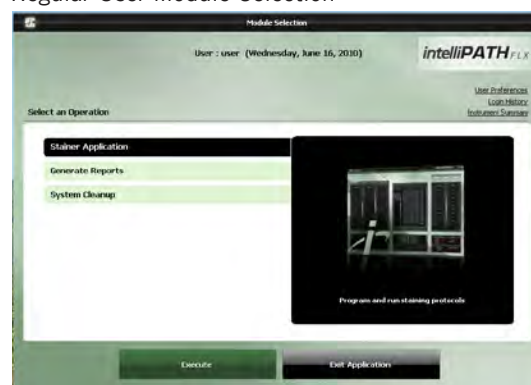 Regular User Module Selection
Module Selection
User : user (Wednesday, June 16, 2010)
intelliPATH FLX
User Preferences
Login History
Instrument Summary
Select an Operation
Stainer Application
Generate Reports
System Cleanup
Program and run staining protocols
Execute
Exit Application